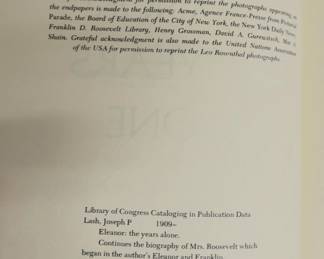 permission to reprint the photographs appearing on
the endpapers is made to the following: Acme, Agence France-Presse from Pictorial
Parade, the Board of Education of the City of New York, the New York Daily News,
Franklin D. Roosevelt Library, Henry Grossman, David A. Gurewitsch,
Shain. Grateful acknowledgment is also made to the United Nations Association
of the USA for permission to reprint the Leo Rosenthal photographs.
Library of Congress Cataloging in Publication Data
Lash, Joseph P 1909–
Eleanor: the years alone.
Continues the biography of Mrs. Roosevelt which
began in the author's Eleanor and Franklin.